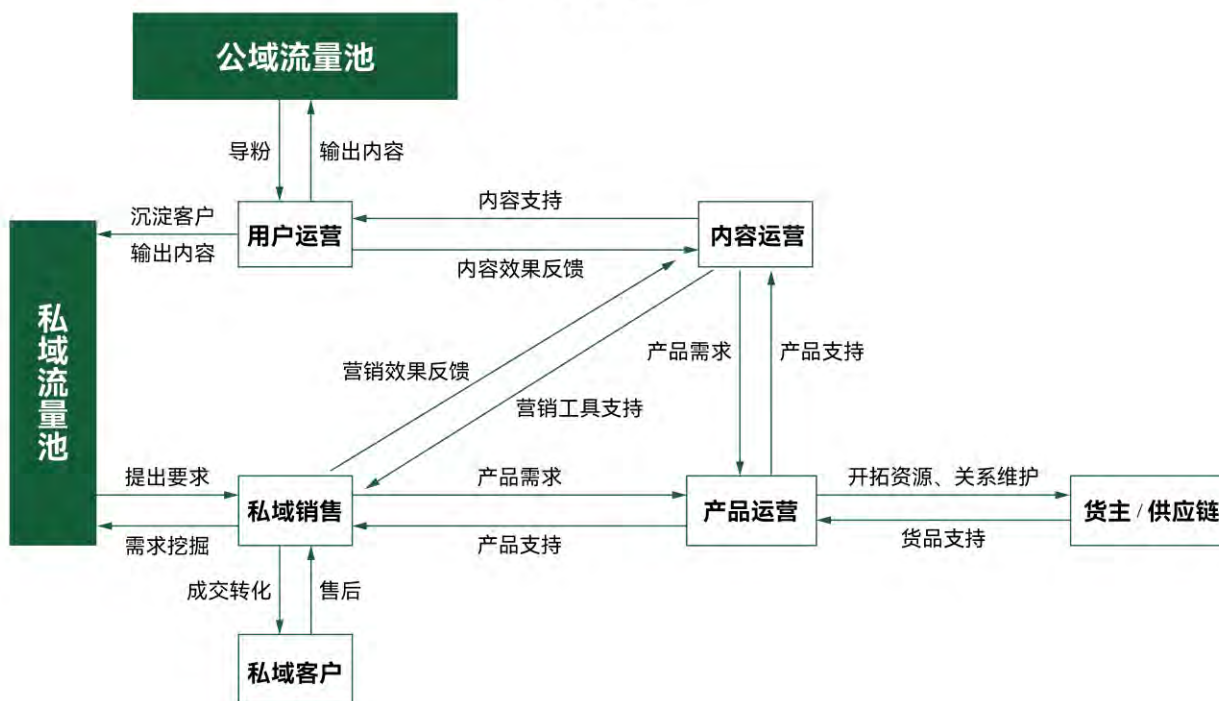 公域流量池
导粉
输出内容
沉淀客户
输出内容
用户运营
内容支持
内容效果反馈
内容运营
私域流量池
营销效果反馈
营销工具支持
产品需求
产品支持
提出要求
需求挖掘
私域销售
产品需求
产品支持
产品运营
开拓资源、关系维护
货品支持
货主 / 供应链
成交转化
售后
私域客户